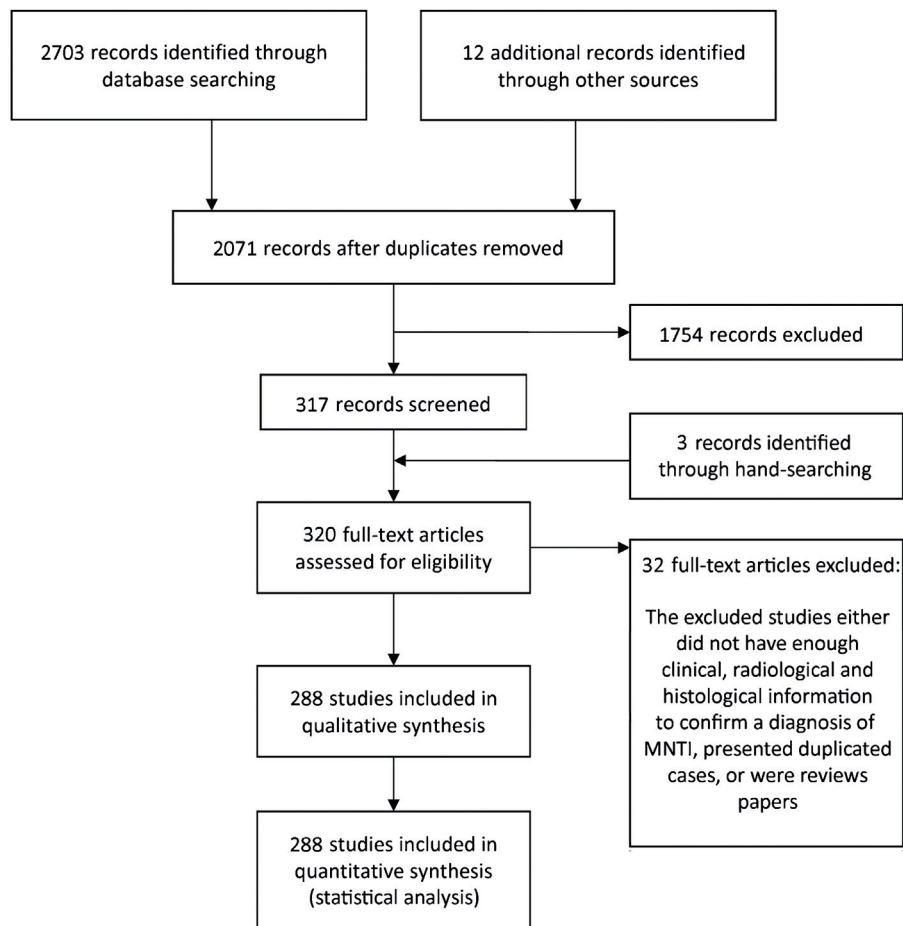 2703 records identified through
database searching
12 additional records identified
through other sources
2071 records after duplicates removed
1754 records excluded
317 records screened
3 records identified
through hand-searching
320 full-text articles
assessed for eligibility
32 full-text articles excluded:
The excluded studies either
did not have enough
clinical, radiological and
histological information
to confirm a diagnosis of
MNTI, presented duplicated
cases, or were reviews
papers
288 studies included in
qualitative synthesis
288 studies included in
quantitative synthesis
(statistical analysis)